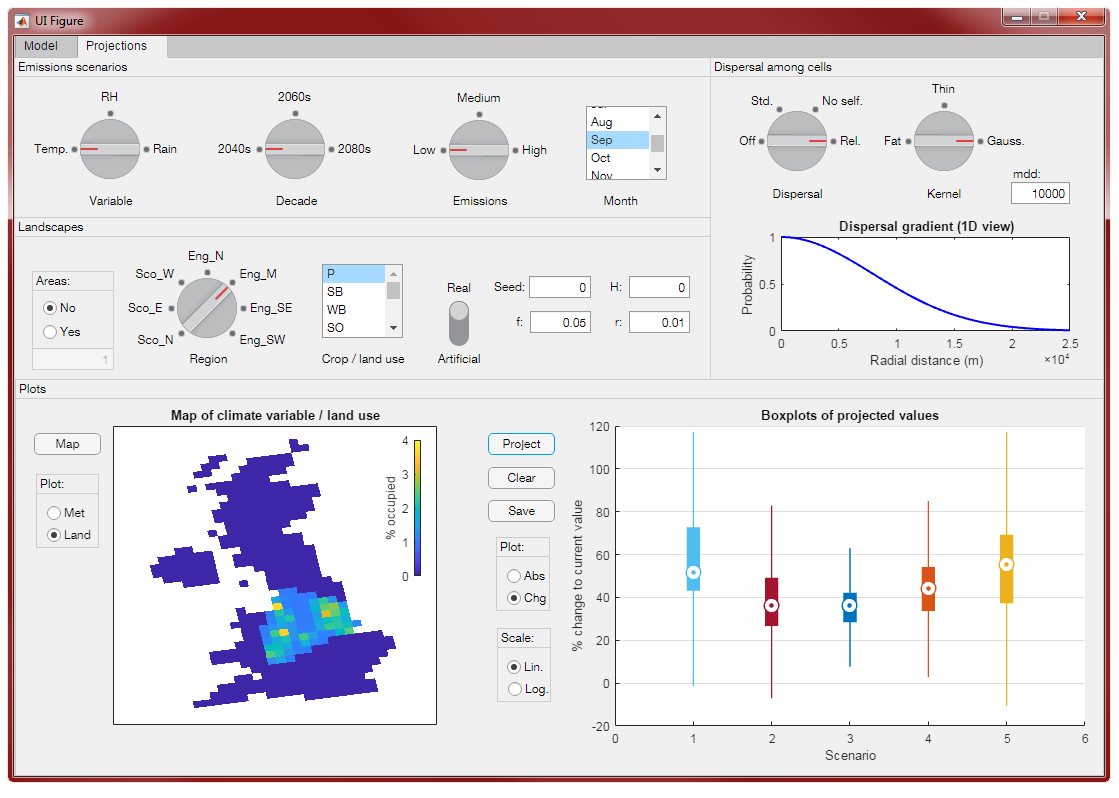 UI Figure
Model Projections
Emissions scenarios
RH
Temp. Rain
Variable
2060s
2040s 2080s
Decade
Medium
Low High
Emissions
Aug
Sep
Oct
Nov
Month
Dispersal among cells
Std. No self.
Off Rel.
Dispersal
Thin
Fat Gauss.
Kernel
mdd:
10000
Dispersal gradient (1D view)
Probability
1
0.5
0
0 0.5 1 1.5 2 2.5
Radial distance (m) ×10⁴
Landscapes
Areas:
No
Yes
1
Eng_N
Sco_W Eng_M
Sco_E Eng_SE
Sco_N Eng_SW
Region
P
SB
WB
SO
Crop / land use
Real
Artificial
Seed: 0 H: 0
f: 0.05 r: 0.01
Plots
Map
Plot:
Met
Land
Map of climate variable / land use
% occupied
4
3
2
1
0
Project
Clear
Save
Plot:
Abs
Chg
Scale:
Lin.
Log.
Boxplots of projected values
% change to current value
120
100
80
60
40
20
0
-20
0 1 2 3 4 5 6
Scenario